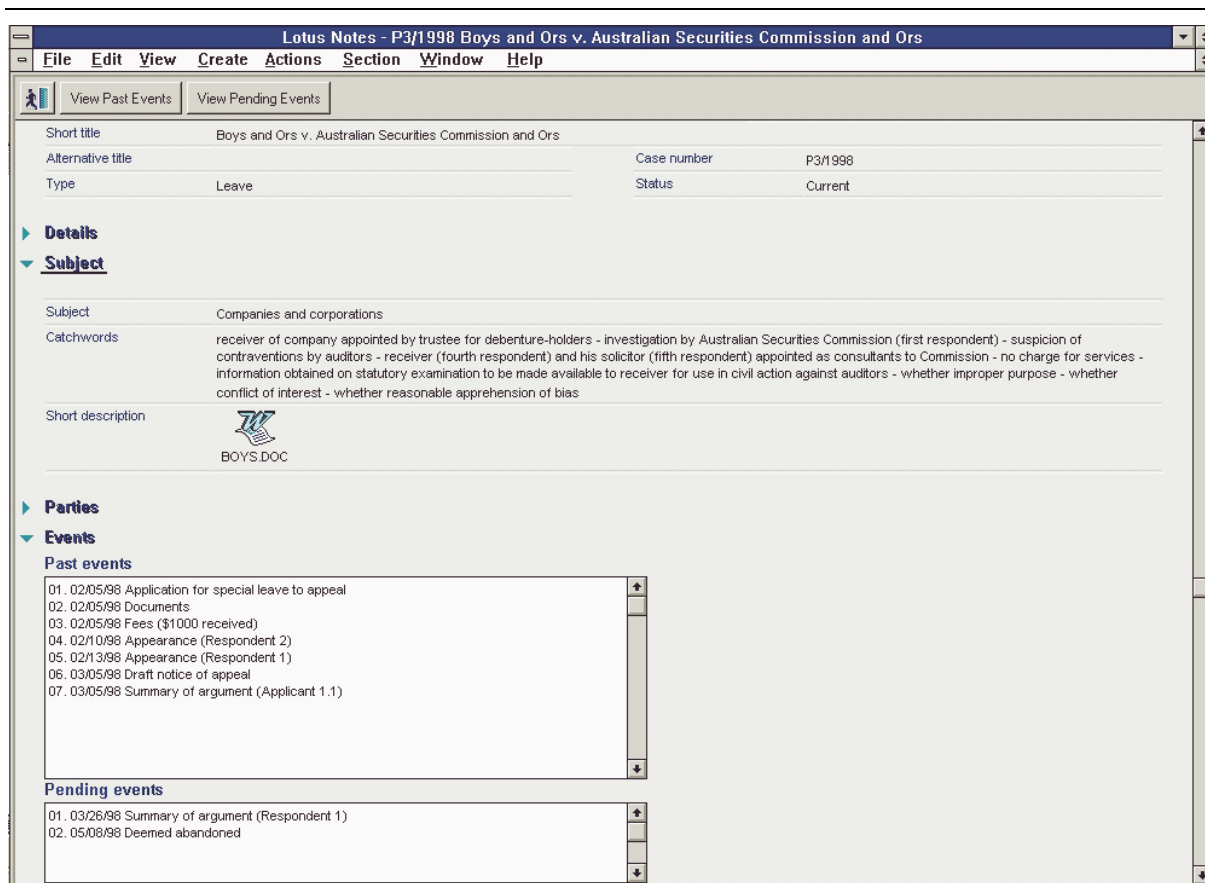 Lotus Notes - P3/1998 Boys and Ors v. Australian Securities Commission and Ors
File Edit View Create Actions Section Window Help
View Past Events View Pending Events
Short title Boys and Ors v. Australian Securities Commission and Ors
Alternative title Case number P3/1998
Type Leave Status Current
Details
Subject
Subject Companies and corporations
Catchwords receiver of company appointed by trustee for debenture-holders - investigation by Australian Securities Commission (first respondent) - suspicion of
contraventions by auditors - receiver (fourth respondent) and his solicitor (fifth respondent) appointed as consultants to Commission - no charge for services -
information obtained on statutory examination to be made available to receiver for use in civil action against auditors - whether improper purpose - whether
conflict of interest - whether reasonable apprehension of bias
Short description
W
BOYS.DOC
Parties
Events
Past events
01. 02/05/98 Application for special leave to appeal
02. 02/05/98 Documents
03. 02/05/98 Fees ($1000 received)
04. 02/10/98 Appearance (Respondent 2)
05. 02/13/98 Appearance (Respondent 1)
06. 03/05/98 Draft notice of appeal
07. 03/05/98 Summary of argument (Applicant 1.1)
Pending events
01. 03/26/98 Summary of argument (Respondent 1)
02. 05/08/98 Deemed abandoned